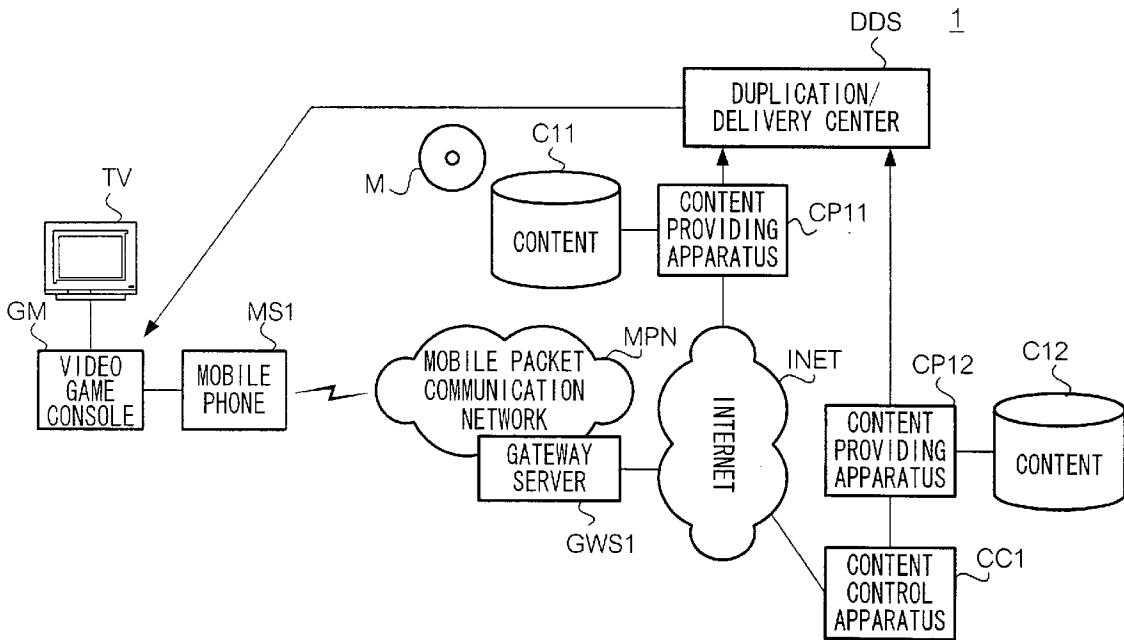 1
DDS
DUPLICATION/
DELIVERY CENTER
C11
M
CONTENT
CONTENT
PROVIDING
APPARATUS
CP11
TV
GM
VIDEO
GAME
CONSOLE
MS1
MOBILE
PHONE
MPN
MOBILE PACKET
COMMUNICATION
NETWORK
GATEWAY
SERVER
GWS1
INET
INTERNET
CP12
CONTENT
PROVIDING
APPARATUS
C12
CONTENT
CONTENT
CONTROL
APPARATUS
CC1